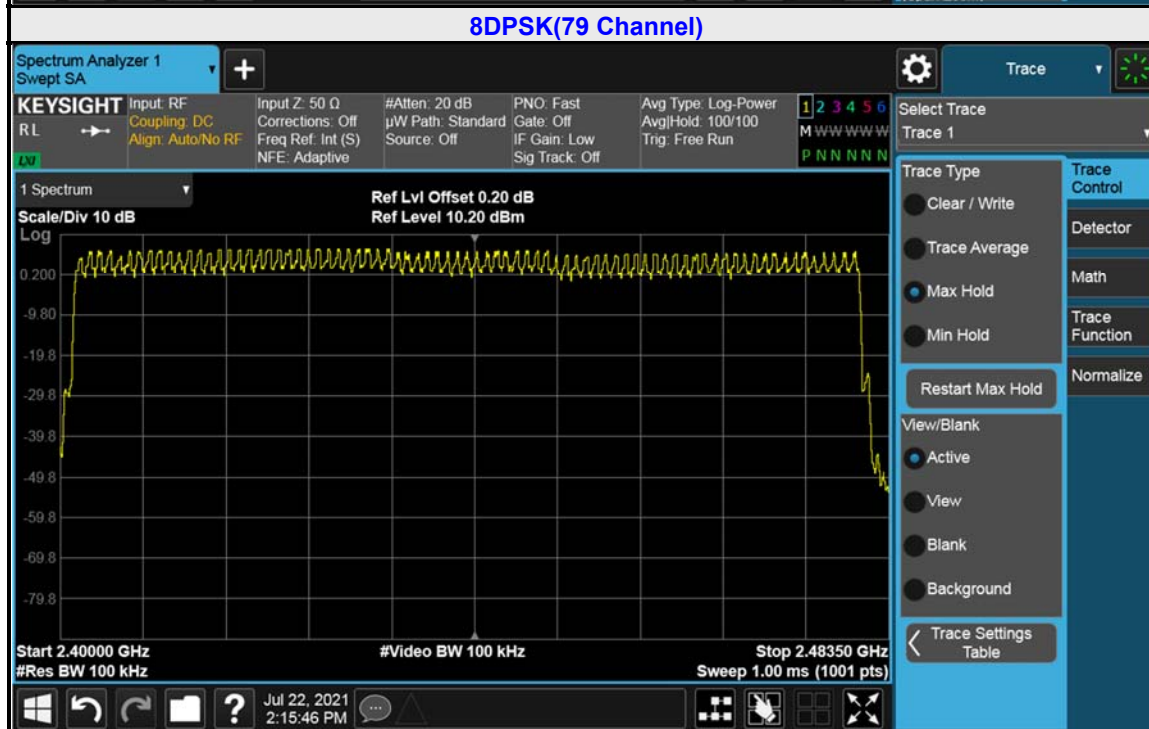 8DPSK(79 Channel)
Spectrum Analyzer 1
Swept SA
+
Trace
KEYSIGHT
RL
LXI
Input: RF
Coupling: DC
Align: Auto/No RF
Input Z: 50 Ω
Corrections: Off
Freq Ref: Int (S)
NFE: Adaptive
#Atten: 20 dB
µW Path: Standard
Source: Off
PNO: Fast
Gate: Off
IF Gain: Low
Sig Track: Off
Avg Type: Log-Power
Avg|Hold: 100/100
Trig: Free Run
1 2 3 4 5 6
M W W W W W
P N N N N N
Select Trace
Trace 1
1 Spectrum
Scale/Div 10 dB
Log
Ref Lvl Offset 0.20 dB
Ref Level 10.20 dBm
0.200
-9.80
-19.8
-29.8
-39.8
-49.8
-59.8
-69.8
-79.8
Start 2.40000 GHz
#Res BW 100 kHz
#Video BW 100 kHz
Stop 2.48350 GHz
Sweep 1.00 ms (1001 pts)
Trace Type
Clear / Write
Trace Average
Max Hold
Min Hold
Restart Max Hold
View/Blank
Active
View
Blank
Background
Trace Settings
Table
Trace
Control
Detector
Math
Trace
Function
Normalize
?
Jul 22, 2021
2:15:46 PM